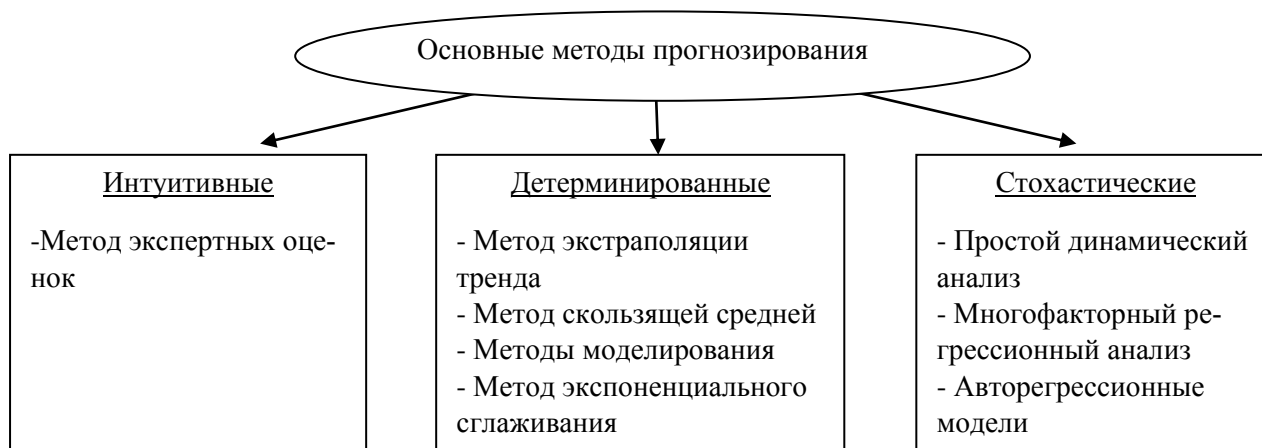 Основные методы прогнозирования
Интуитивные
-Метод экспертных оце-
нок
Детерминированные
- Метод экстраполяции
тренда
- Метод скользящей средней
- Методы моделирования
- Метод экспоненциального
сглаживания
Стохастические
- Простой динамический
анализ
- Многофакторный ре-
грессионный анализ
- Авторегрессионные
модели